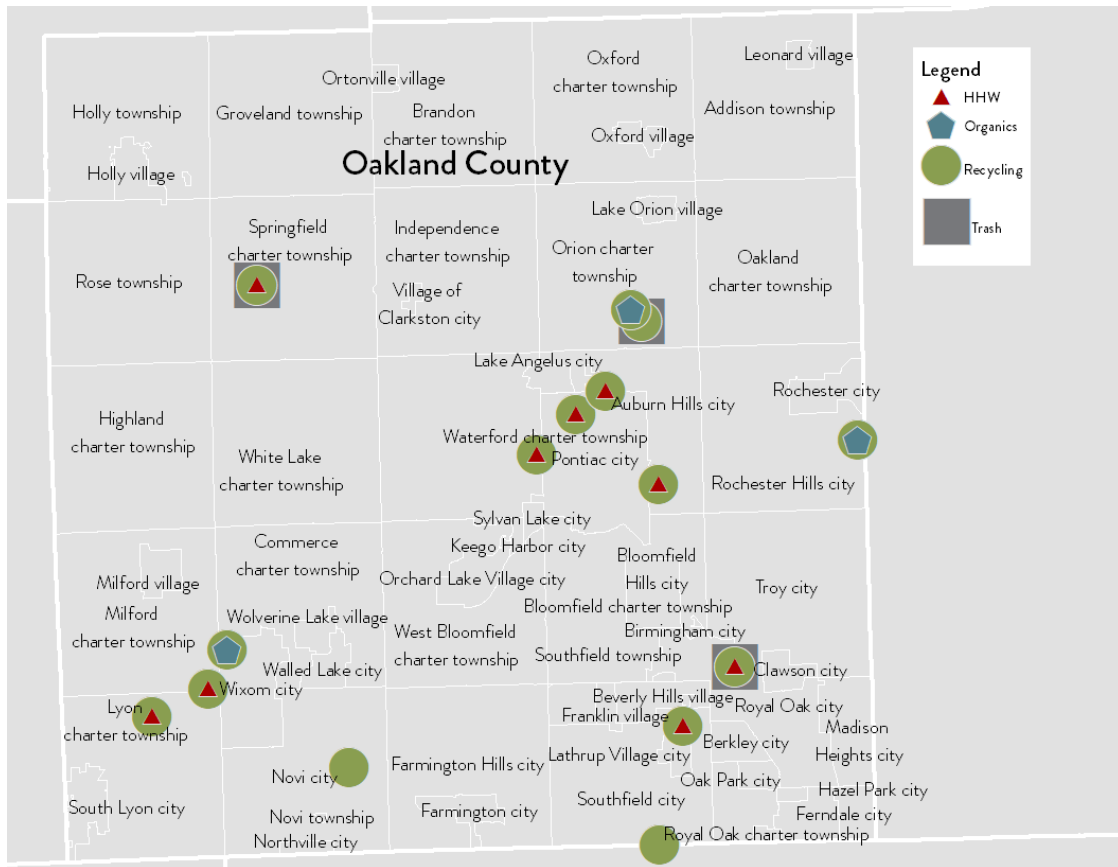 Leonard village
Oxford
charter township
Legend
HHW
Organics
Recycling
Trash
Ortonville village
Holly township
Groveland township
Brandon
charter township
Addison township
Oxford village
Oakland County
Holly village
Lake Orion village
Springfield
charter township
Independence
charter township
Orion charter
township
Oakland
charter township
Rose township
Village of
Clarkston city
Lake Angelus city
Rochester city
Auburn Hills city
Highland
charter township
Waterford charter township
White Lake
charter township
Pontiac city
Rochester Hills city
Sylvan Lake city
Keego Harbor city
Commerce
charter township
Bloomfield
Hills city
Milford village
Orchard Lake Village city
Troy city
Milford
charter township
Wolverine Lake village
Bloomfield charter township
West Bloomfield
charter township
Birmingham city
Southfield township
Walled Lake city
Clawson city
Wixom city
Beverly Hills village
Lyon
charter township
Franklin village
Royal Oak city
Madison
Heights city
Berkley city
Lathrup Village city
Novi city
Farmington Hills city
Oak Park city
Hazel Park city
South Lyon city
Novi township
Farmington city
Southfield city
Ferndale city
Northville city
Royal Oak charter township